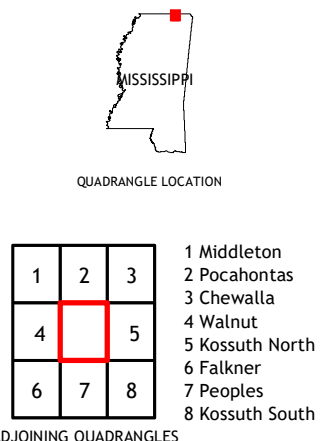 MISSISSIPPI
QUADRANGLE LOCATION
1 2 3
4 5
6 7 8
1 Middleton
2 Pocahontas
3 Chewalla
4 Walnut
5 Kossuth North
6 Falkner
7 Peoples
8 Kossuth South
DJOINING QUADRANGLES